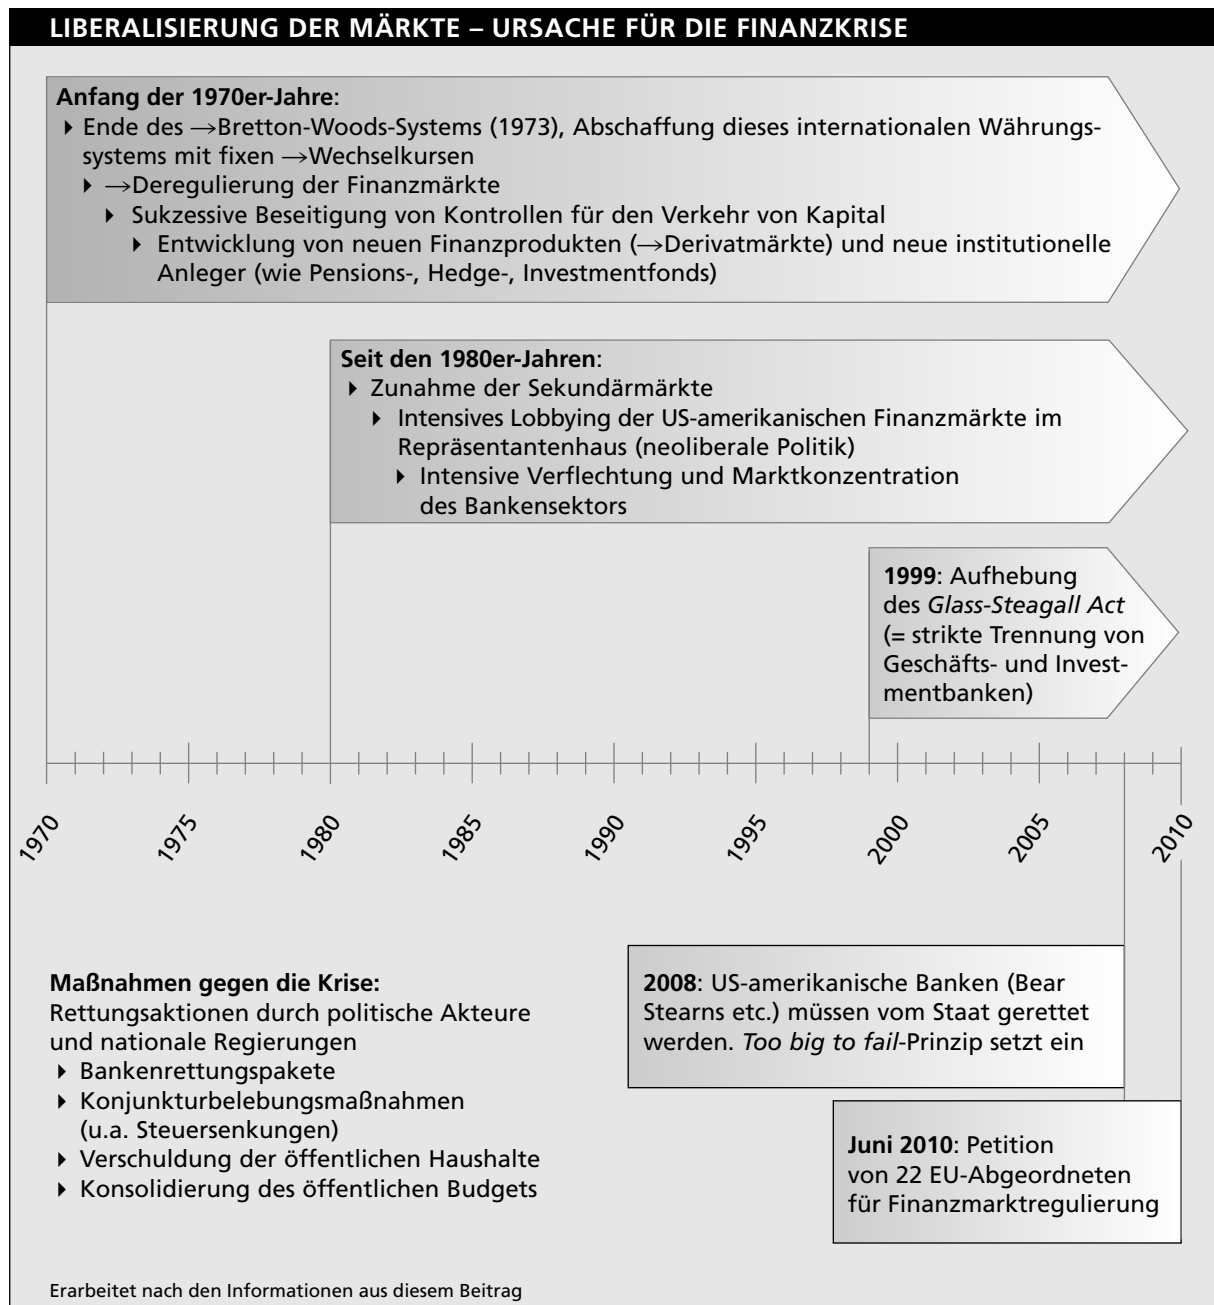 LIBERALISIERUNG DER MÄRKTE – URSACHE FÜR DIE FINANZKRISE
Anfang der 1970er-Jahre:
Ende des →Bretton-Woods-Systems (1973), Abschaffung dieses internationalen Währungs-
systems mit fixen →Wechselkursen
→Deregulierung der Finanzmärkte
Sukzessive Beseitigung von Kontrollen für den Verkehr von Kapital
Entwicklung von neuen Finanzprodukten (→Derivatmärkte) und neue institutionelle
Anleger (wie Pensions-, Hedge-, Investmentfonds)
Seit den 1980er-Jahren:
Zunahme der Sekundärmärkte
Intensives Lobbying der US-amerikanischen Finanzmärkte im
Repräsentantenhaus (neoliberale Politik)
Intensive Verflechtung und Marktkonzentration
des Bankensektors
1999: Aufhebung
des Glass-Steagall Act
(= strikte Trennung von
Geschäfts- und Invest-
mentbanken)
1970
1975
1980
1985
1990
1995
2000
2005
2010
Maßnahmen gegen die Krise:
Rettungsaktionen durch politische Akteure
und nationale Regierungen
Bankenrettungspakete
Konjunkturbelebungsmaßnahmen
(u.a. Steuersenkungen)
Verschuldung der öffentlichen Haushalte
Konsolidierung des öffentlichen Budgets
2008: US-amerikanische Banken (Bear
Stearns etc.) müssen vom Staat gerettet
werden. Too big to fail-Prinzip setzt ein
Juni 2010: Petition
von 22 EU-Abgeordneten
für Finanzmarktregulierung
Erarbeitet nach den Informationen aus diesem Beitrag